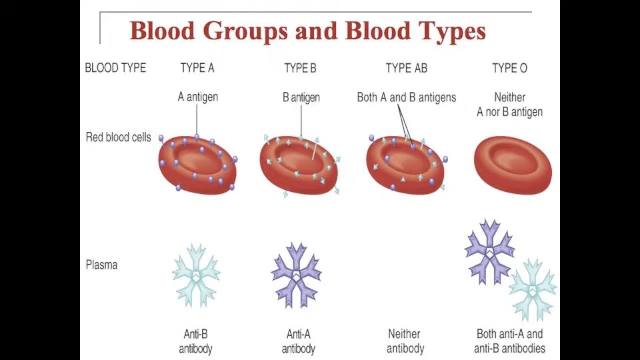 Blood Groups and Blood Types
BLOOD TYPE TYPE A TYPE B TYPE AB TYPE O
A antigen B antigen Both A and B antigens Neither
A nor B antigen
Red blood cells
Plasma
Anti-B Anti-A Neither Both anti-A and
antibody antibody antibody anti-B antibodies